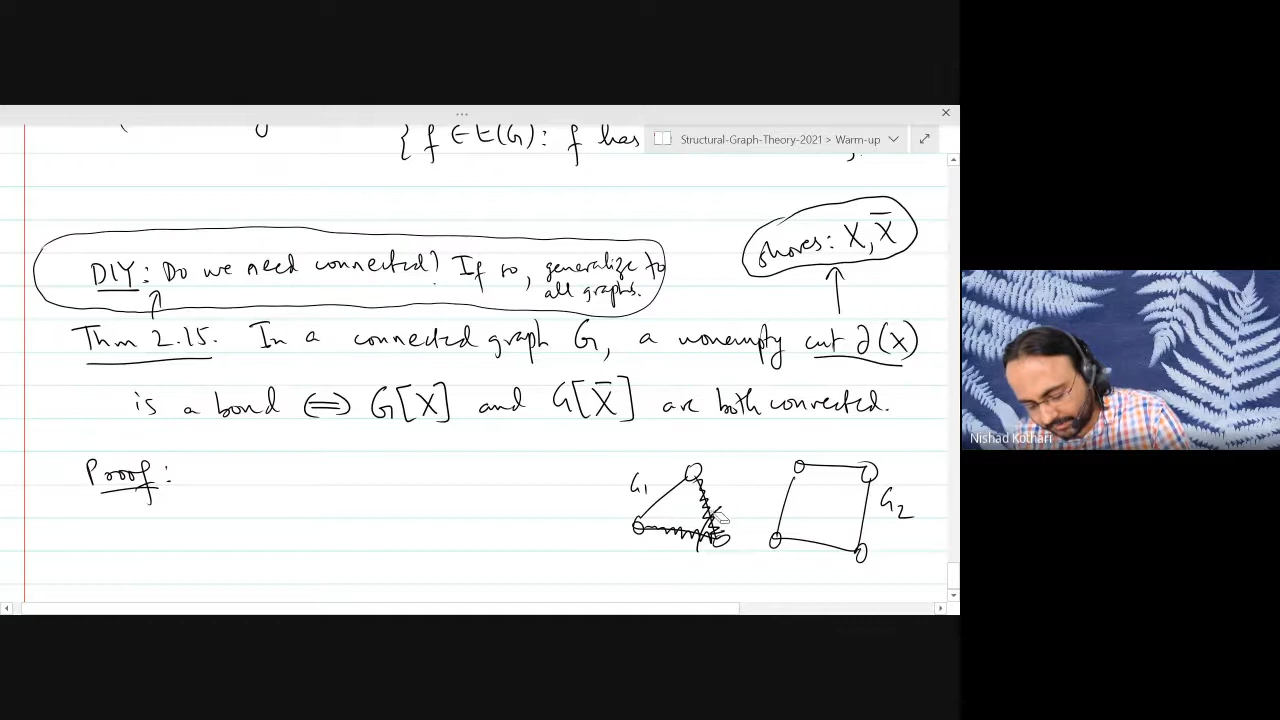 { f ∈ E(G): f has
Structural-Graph-Theory-2021 > Warm-up
shores: X, X̄
DIY: Do we need connected? If so, generalize to
all graphs.
Thm 2.15. In a connected graph G, a nonempty cut ∂(X)
is a bond ⟺ G[X] and G[X̄] are both connected.
Proof:
G1
G2
Nishad Kothari